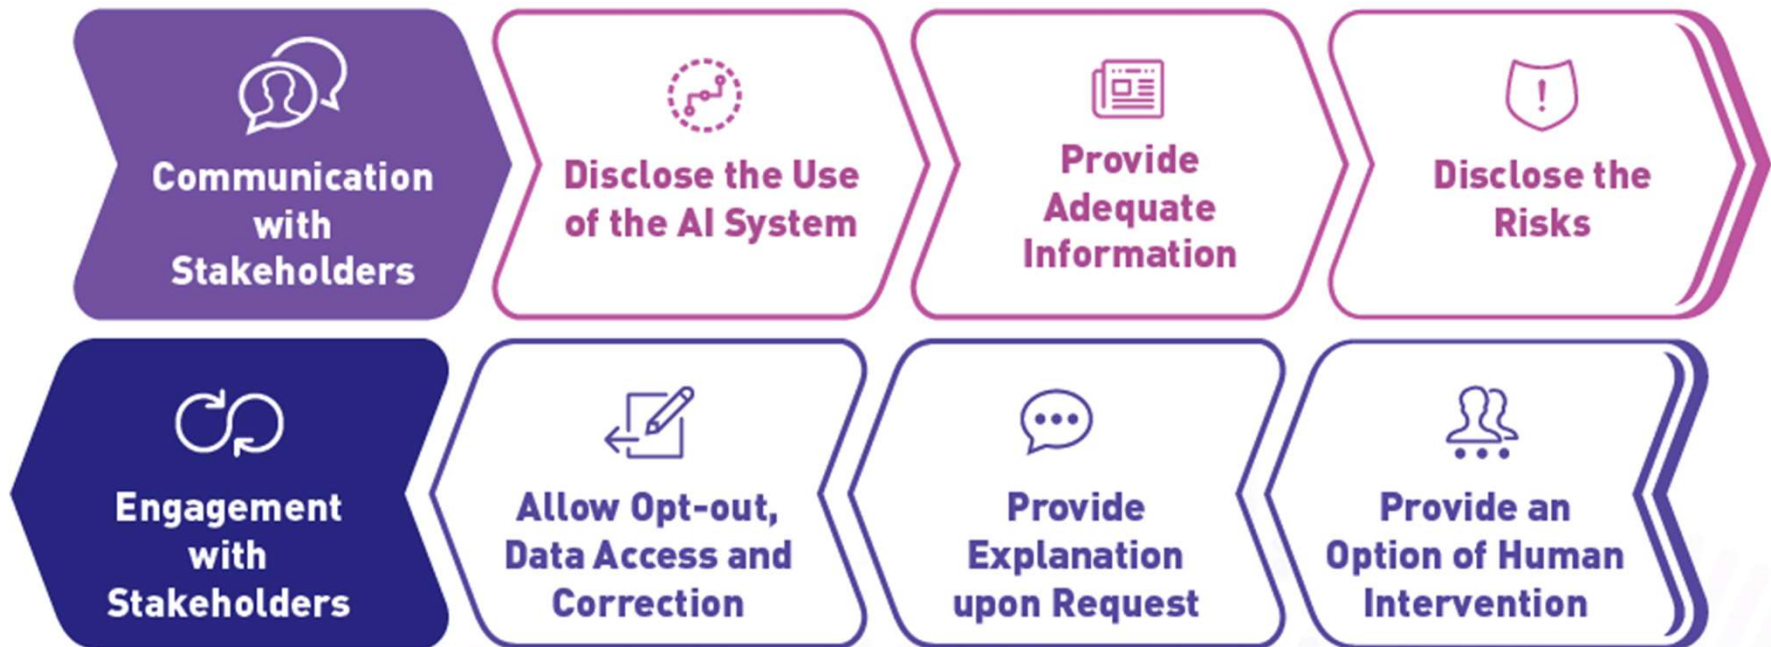 Communication
with
Stakeholders
Disclose the Use
of the AI System
Provide
Adequate
Information
Disclose the
Risks
Engagement
with
Stakeholders
Allow Opt-out,
Data Access and
Correction
Provide
Explanation
upon Request
Provide an
Option of Human
Intervention